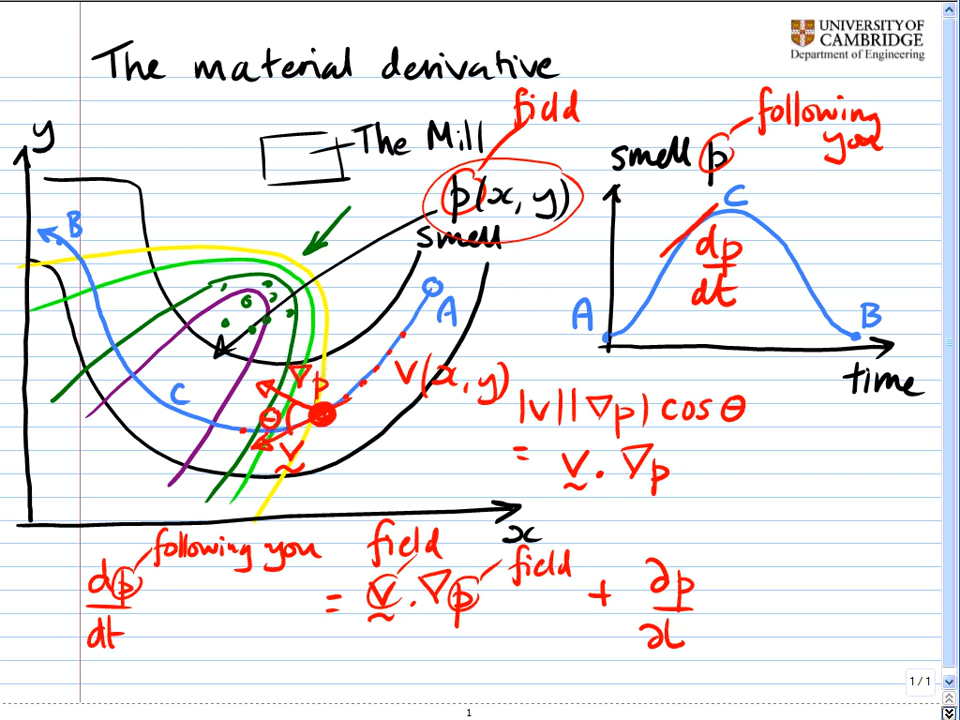 UNIVERSITY OF
CAMBRIDGE
Department of Engineering
The material derivative
field
following
you
y
The Mill
smell p
B
p(x, y)
smell
C
dp
dt
A
A
B
time
C
∇p
θ
v
V(x, y)
|V||∇p| cos θ
= v . ∇p
x
following you
field
field
dp/dt = v . ∇p + ∂p/∂t
1 / 1
1